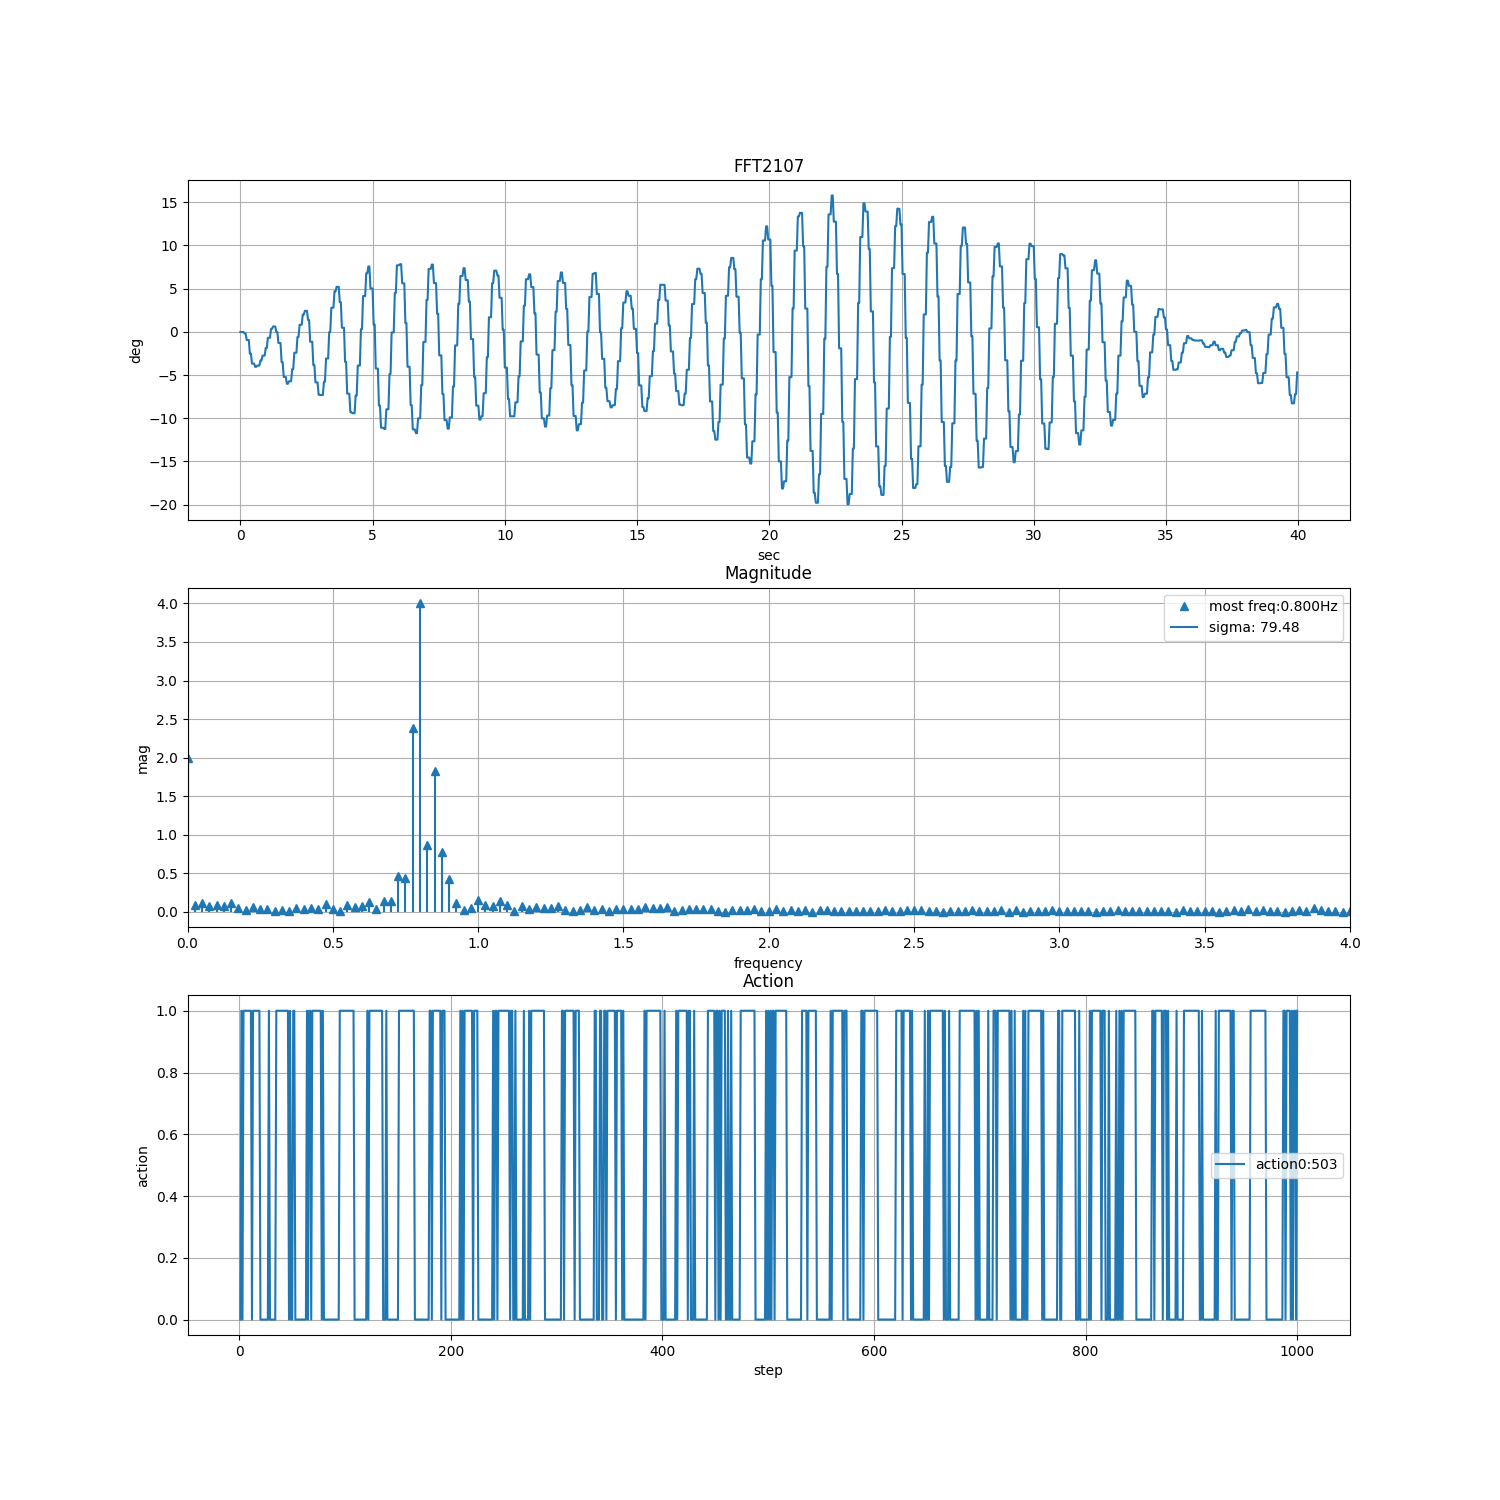 FFT2107
15
10
5
0
−5
−10
−15
−20
deg
0 5 10 15 20 25 30 35 40
sec
Magnitude
4.0
3.5
3.0
2.5
2.0
1.5
1.0
0.5
0.0
mag
most freq:0.800Hz
sigma: 79.48
0.0 0.5 1.0 1.5 2.0 2.5 3.0 3.5 4.0
frequency
Action
1.0
0.8
0.6
0.4
0.2
0.0
action
action0:503
0 200 400 600 800 1000
step